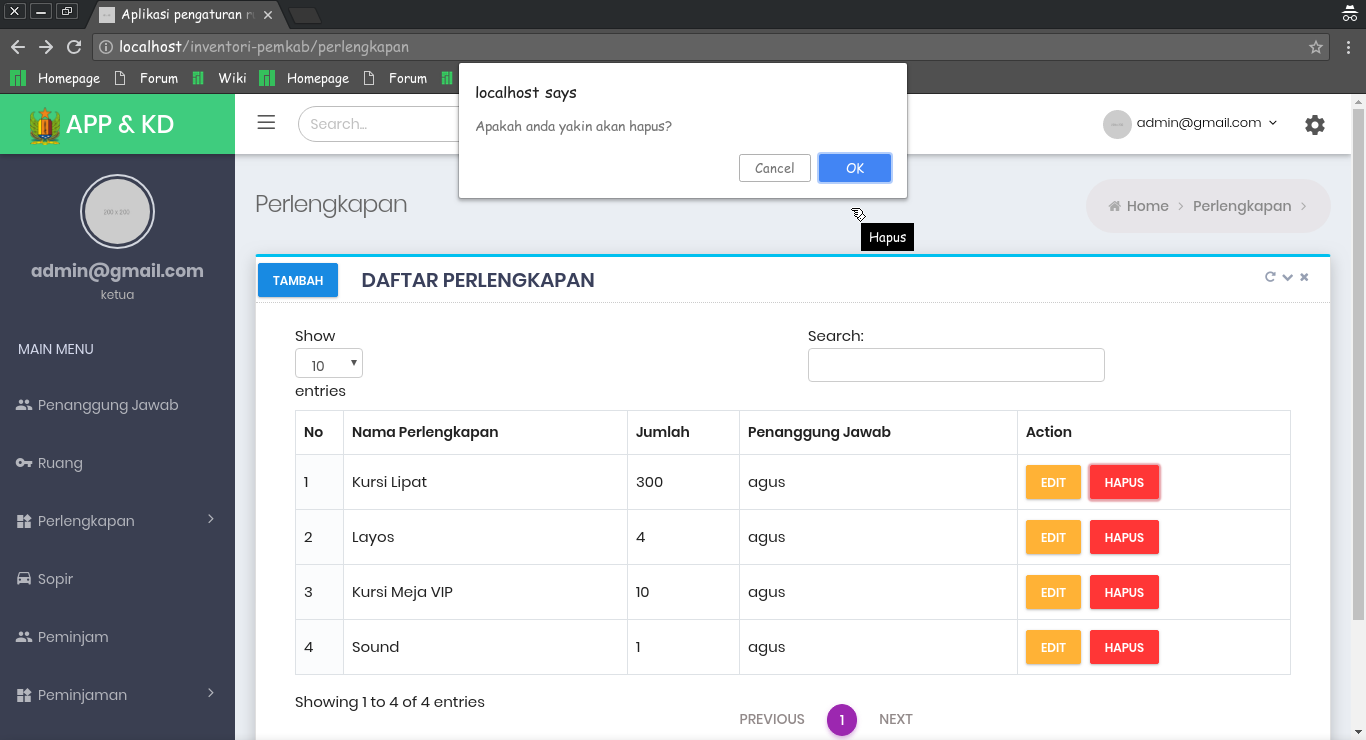 Aplikasi pengaturan r
localhost/inventori-pemkab/perlengkapan
Homepage Forum Wiki Homepage Forum
localhost says
Apakah anda yakin akan hapus?
Cancel OK
APP & KD
Search...
admin@gmail.com
Perlengkapan
Home Perlengkapan
Hapus
200 x 200
admin@gmail.com
ketua
MAIN MENU
Penanggung Jawab
Ruang
Perlengkapan
Sopir
Peminjam
Peminjaman
TAMBAH DAFTAR PERLENGKAPAN
Show
10
entries
Search:
No Nama Perlengkapan Jumlah Penanggung Jawab Action
1 Kursi Lipat 300 agus EDIT HAPUS
2 Layos 4 agus EDIT HAPUS
3 Kursi Meja VIP 10 agus EDIT HAPUS
4 Sound 1 agus EDIT HAPUS
Showing 1 to 4 of 4 entries
PREVIOUS 1 NEXT